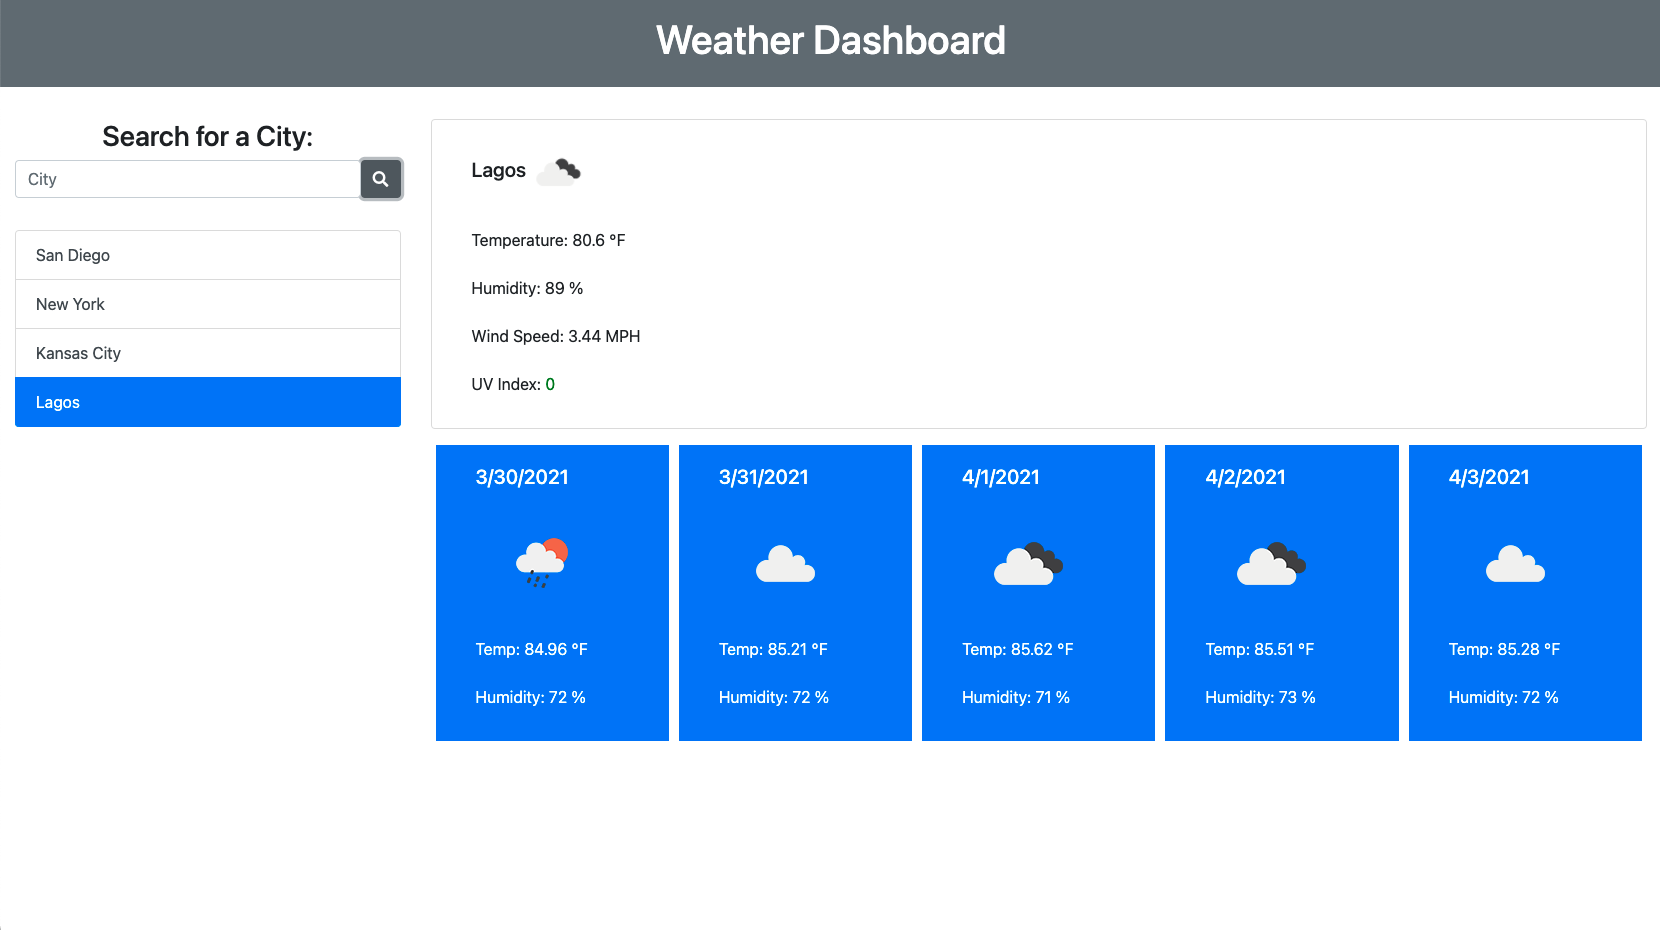 Weather Dashboard
Search for a City:
City
San Diego
New York
Kansas City
Lagos
Lagos
Temperature: 80.6 °F
Humidity: 89 %
Wind Speed: 3.44 MPH
UV Index: 0
3/30/2021
Temp: 84.96 °F
Humidity: 72 %
3/31/2021
Temp: 85.21 °F
Humidity: 72 %
4/1/2021
Temp: 85.62 °F
Humidity: 71 %
4/2/2021
Temp: 85.51 °F
Humidity: 73 %
4/3/2021
Temp: 85.28 °F
Humidity: 72 %